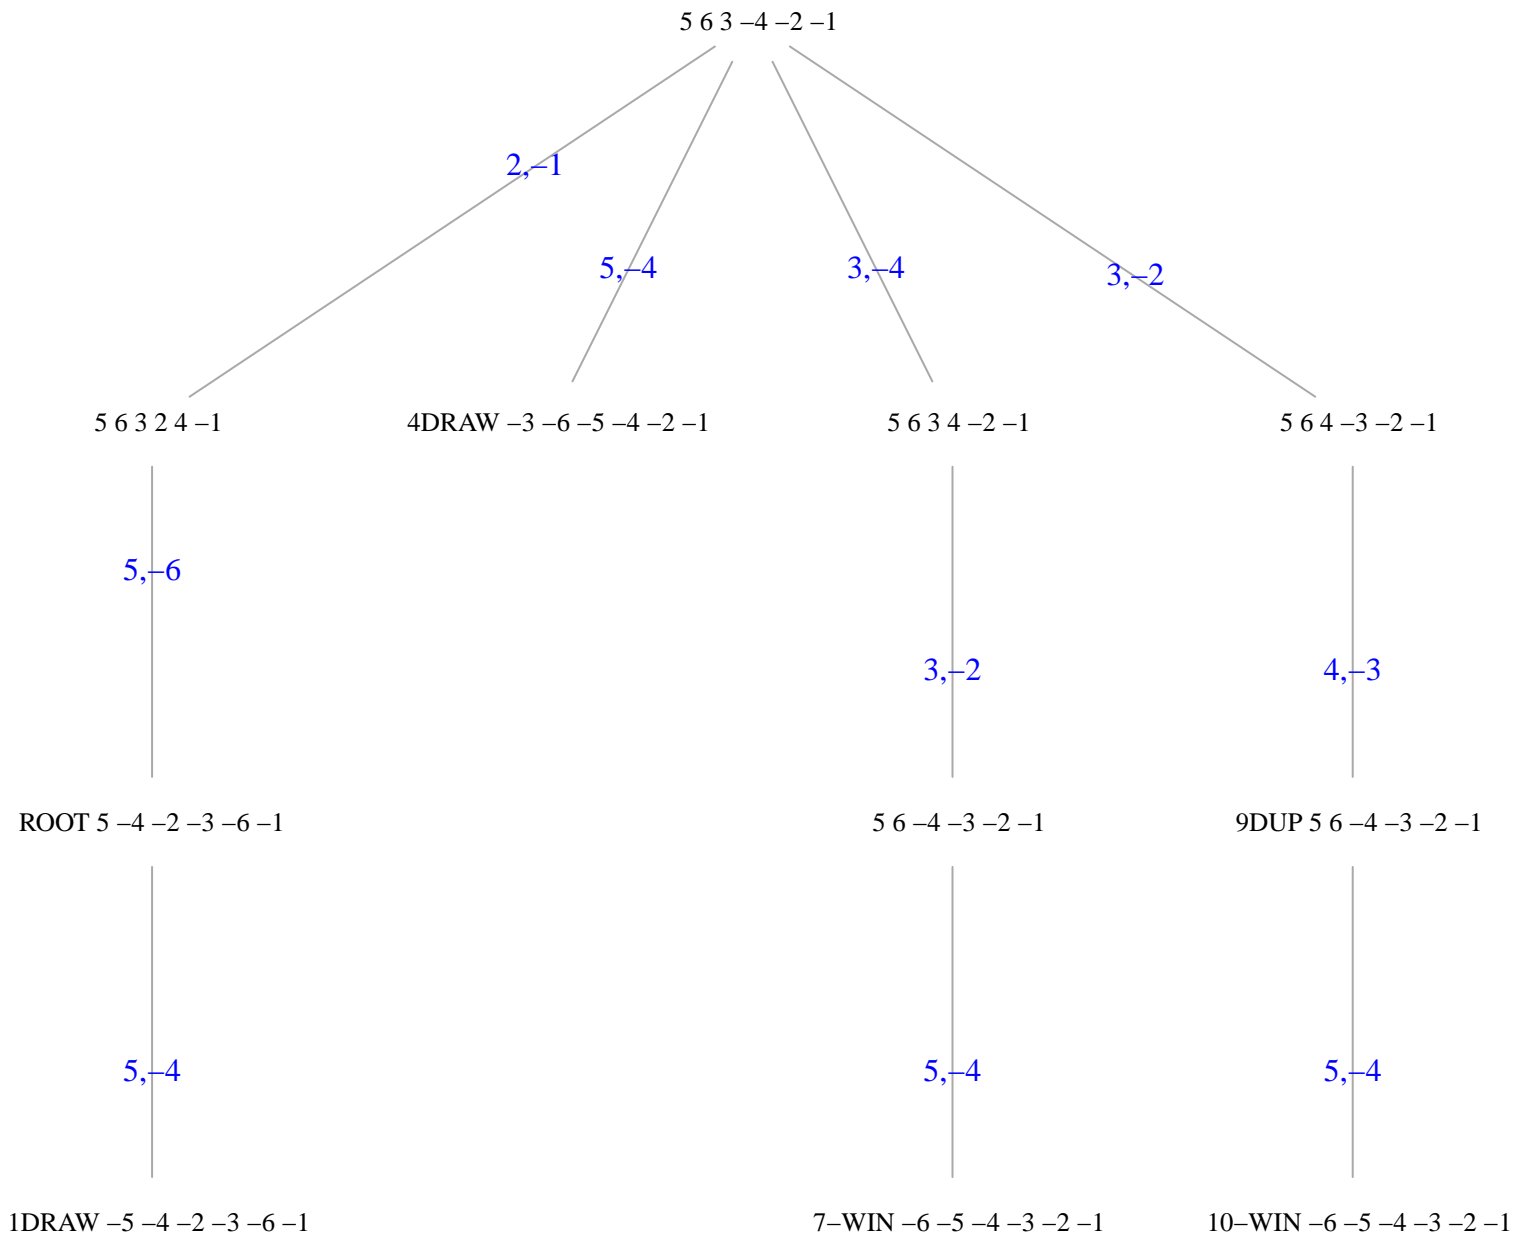 5 6 3 –4 –2 –1
2,–1
5,–4
3,–4
3,–2
5 6 3 2 4 –1
4DRAW –3 –6 –5 –4 –2 –1
5 6 3 4 –2 –1
5 6 4 –3 –2 –1
5,–6
3,–2
4,–3
ROOT 5 –4 –2 –3 –6 –1
5 6 –4 –3 –2 –1
9DUP 5 6 –4 –3 –2 –1
5,–4
5,–4
5,–4
1DRAW –5 –4 –2 –3 –6 –1
7–WIN –6 –5 –4 –3 –2 –1
10–WIN –6 –5 –4 –3 –2 –1